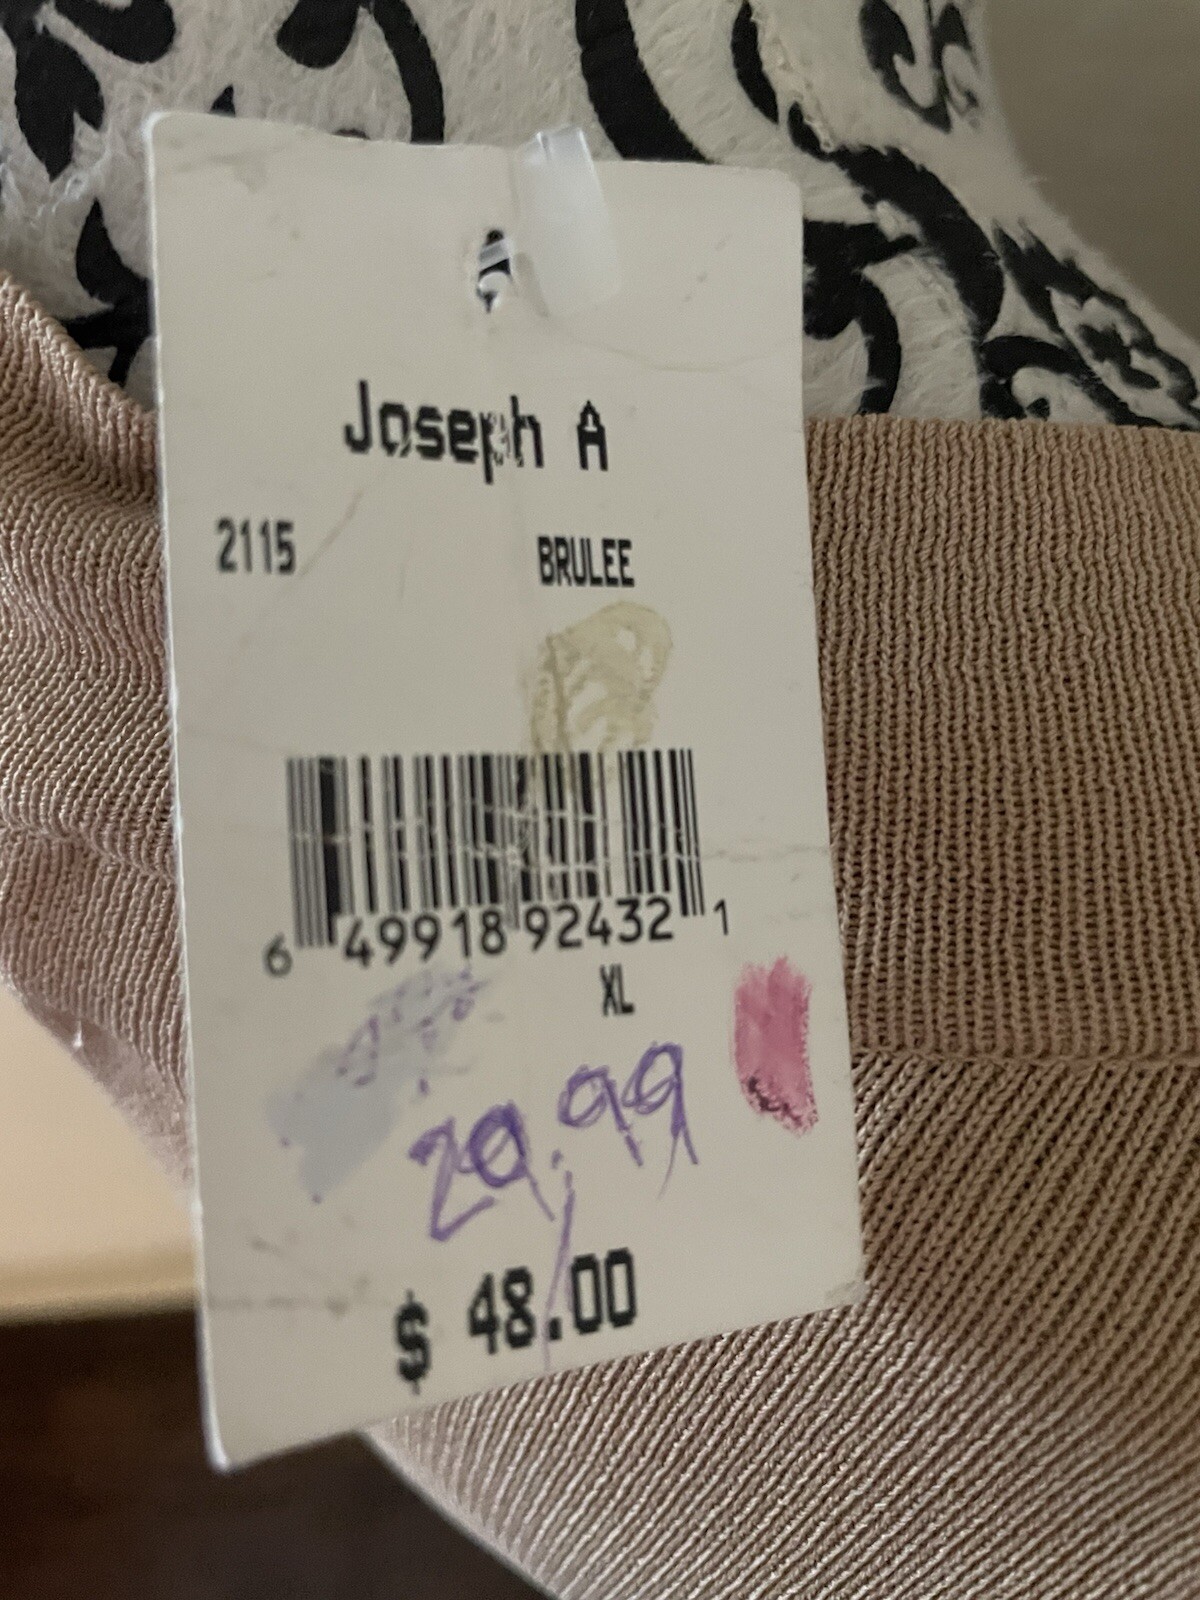 Joseph A
2115 BRULEE
6 49918 92432 1
XL
29.99
$ 48.00